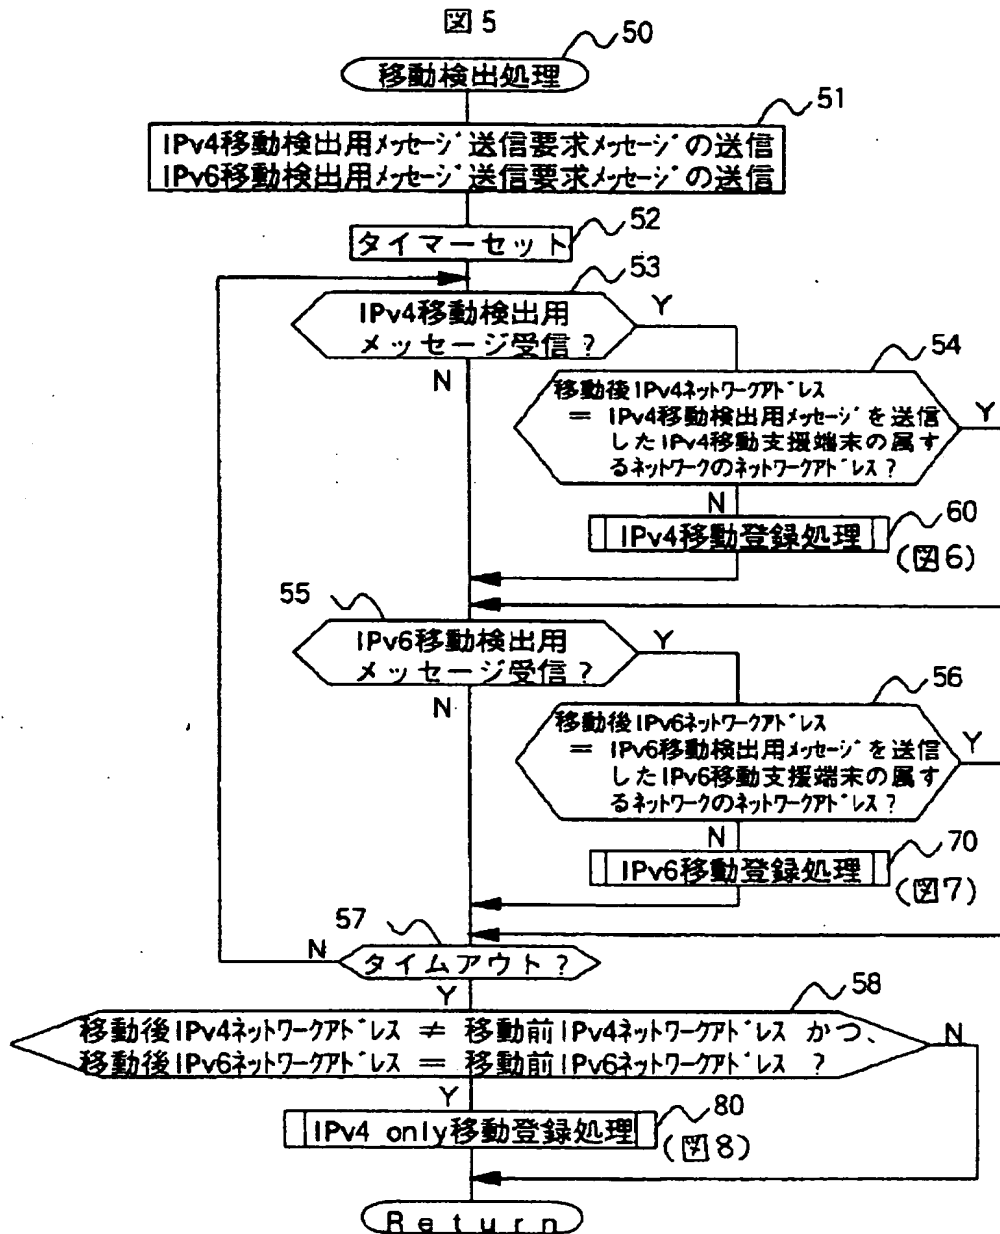 図5
50
移動検出処理
51
IPv4移動検出用メッセージ送信要求メッセージの送信
IPv6移動検出用メッセージ送信要求メッセージの送信
52
タイマーセット
53
IPv4移動検出用
メッセージ受信?
Y
N
54
移動後IPv4ネットワークアドレス
= IPv4移動検出用メッセージを送信
したIPv4移動支援端末の属す
るネットワークのネットワークアドレス?
Y
N
60
IPv4移動登録処理
(図6)
55
IPv6移動検出用
メッセージ受信?
Y
N
56
移動後IPv6ネットワークアドレス
= IPv6移動検出用メッセージを送信
したIPv6移動支援端末の属す
るネットワークのネットワークアドレス?
Y
N
70
IPv6移動登録処理
(図7)
57
タイムアウト?
N
Y
58
移動後IPv4ネットワークアドレス ≠ 移動前IPv4ネットワークアドレス かつ、
移動後IPv6ネットワークアドレス = 移動前IPv6ネットワークアドレス ?
N
Y
80
IPv4 only移動登録処理
(図8)
Return